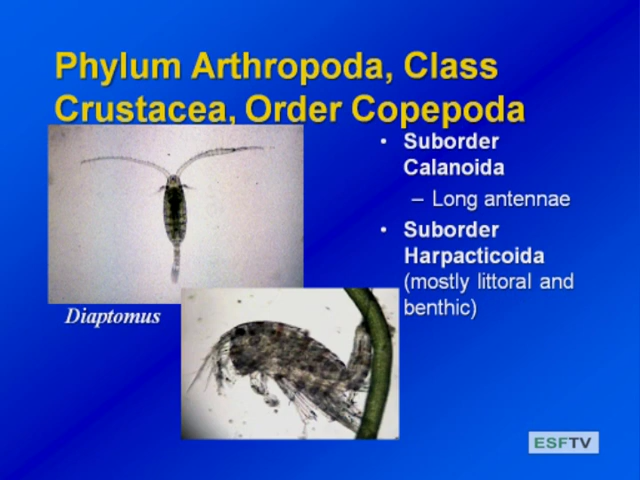 Phylum Arthropoda, Class
Crustacea, Order Copepoda
• Suborder
Calanoida
– Long antennae
• Suborder
Harpacticoida
(mostly littoral and
benthic)
Diaptomus
ESFTV